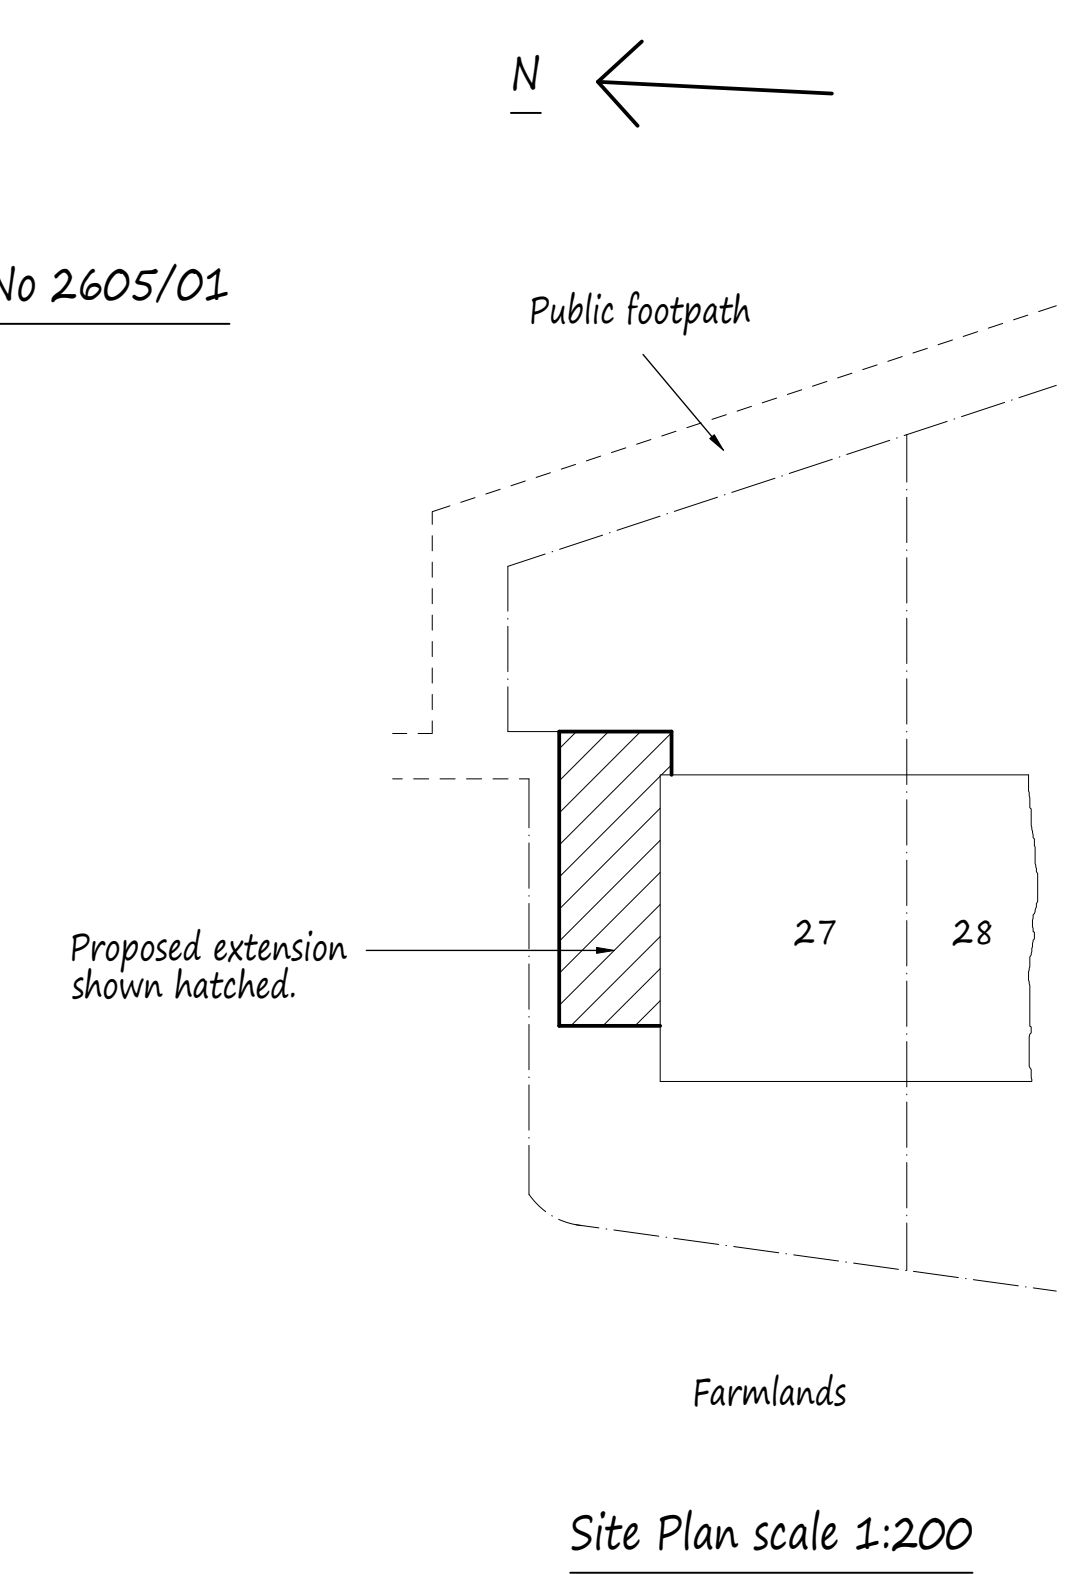 N
No 2605/01
Public footpath
27
28
Proposed extension
shown hatched.
Farmlands
Site Plan scale 1:200